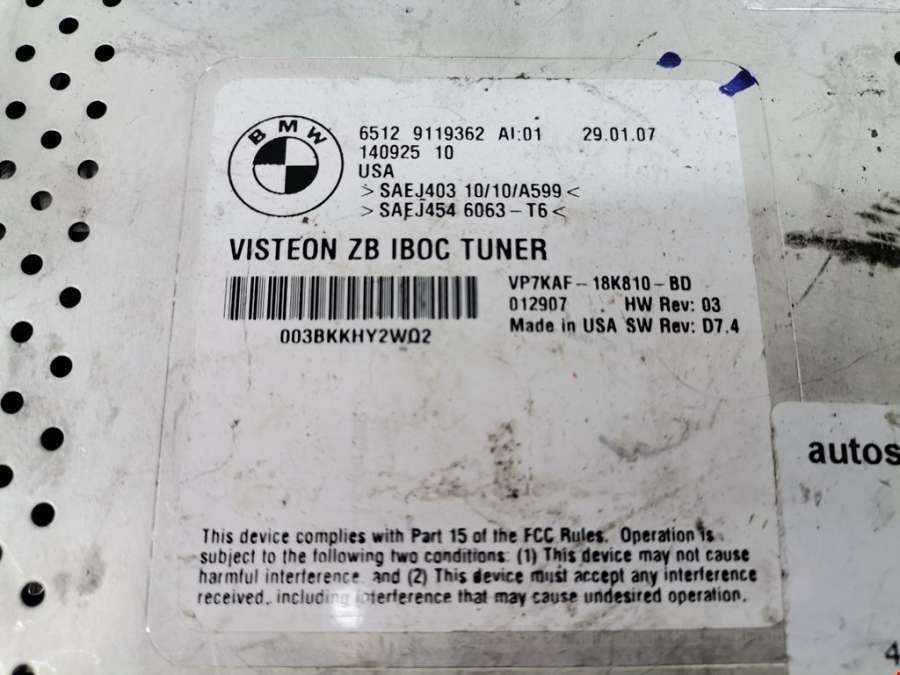 BMW
6512 9119362 AI:01 29.01.07
140925 10
USA
>SAEJ403 10/10/A599<
>SAEJ454 6063-T6<
VISTEON ZB IBOC TUNER
VP7KAF-18K810-BD
012907 HW Rev: 03
Made in USA SW Rev: D7.4
003BKKHY2W02
autos
This device complies with Part 15 of the FCC Rules. Operation is
subject to the following two conditions: (1) This device may not cause
harmful interference, and (2) This device must accept any interference
received, including interference that may cause undesired operation.
4